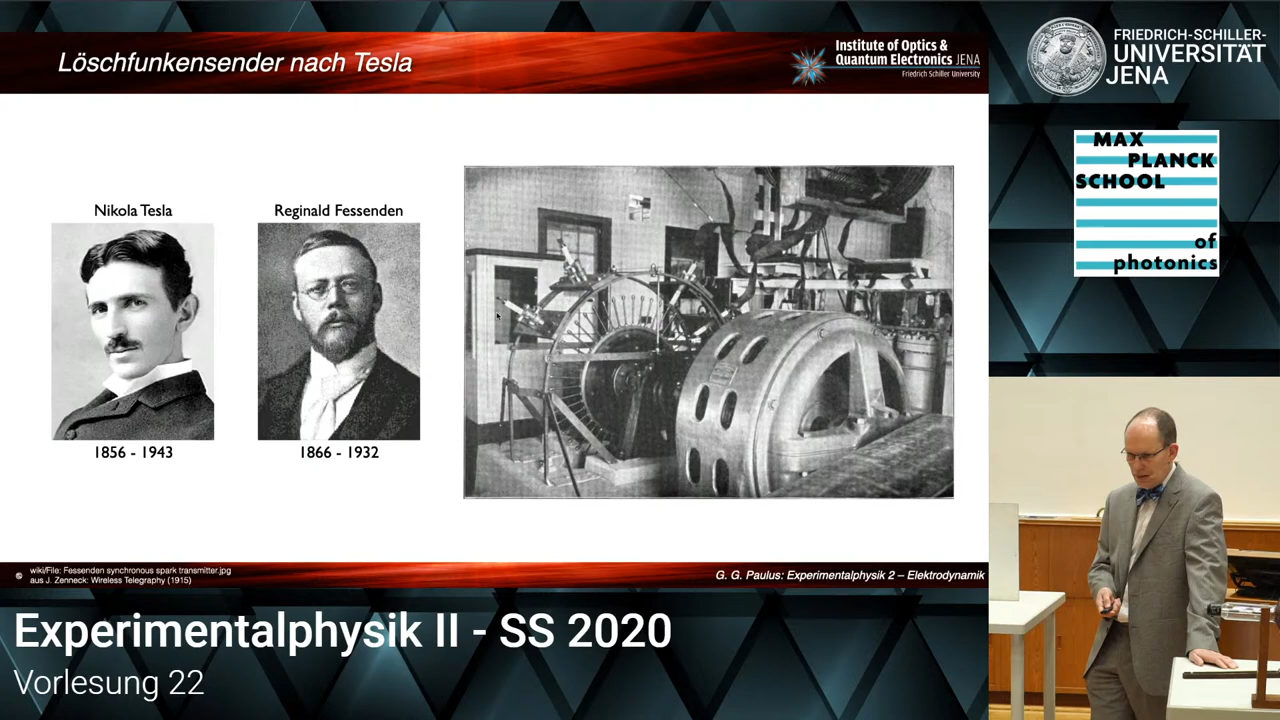 Löschfunkensender nach Tesla
Institute of Optics &
Quantum Electronics JENA
Friedrich Schiller University
Nikola Tesla
Reginald Fessenden
1856 - 1943
1866 - 1932
wiki/File: Fessenden synchronous spark transmitter.jpg
aus J. Zenneck: Wireless Telegraphy (1915)
G. G. Paulus: Experimentalphysik 2 – Elektrodynamik
Experimentalphysik II - SS 2020
Vorlesung 22
FRIEDRICH-SCHILLER-
UNIVERSITÄT
JENA
MAX
PLANCK
SCHOOL
of
photonics